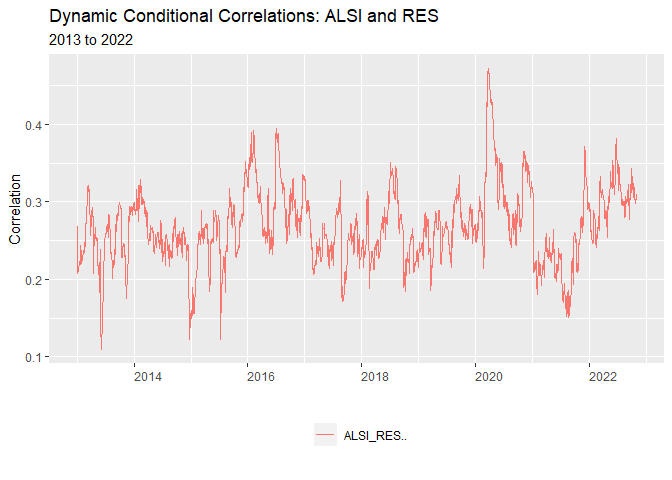 Dynamic Conditional Correlations: ALSI and RES
2013 to 2022
Correlation
0.4
0.3
0.2
0.1
2014 2016 2018 2020 2022
ALSI_RES..